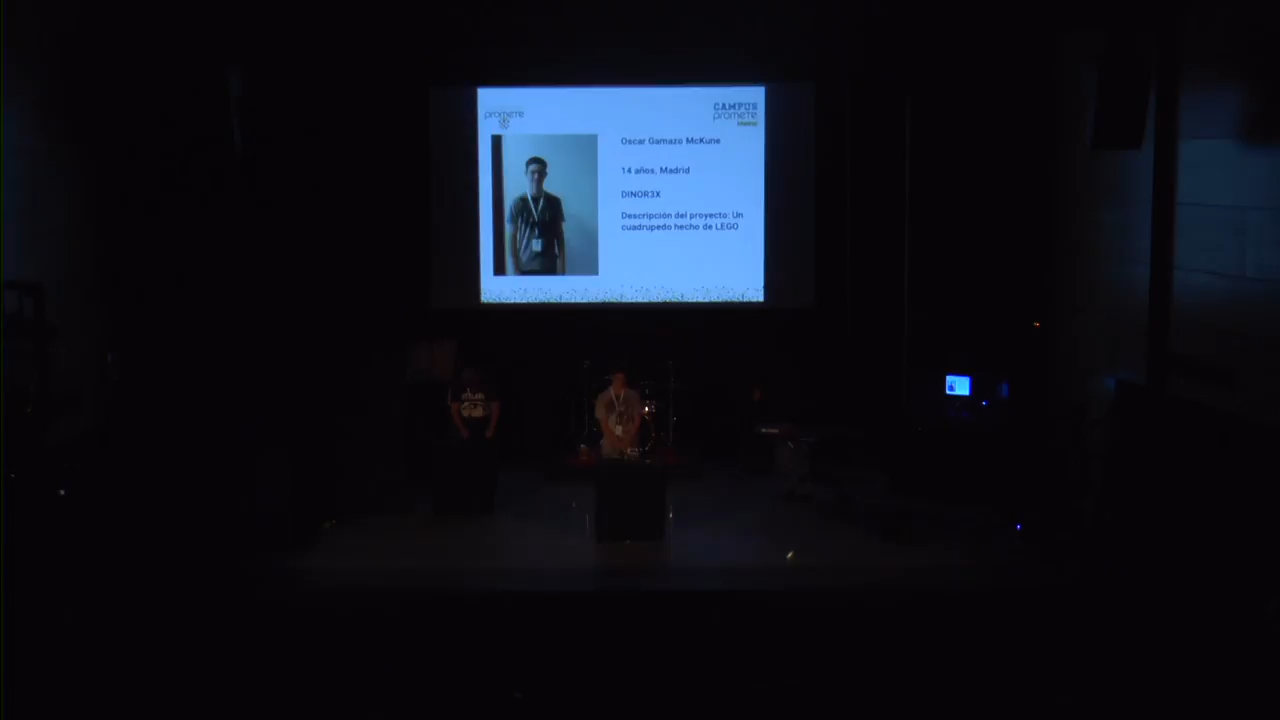 promete
CAMPUS
promete
Oscar Gamazo McKune
14 años, Madrid
DINOR3X
Descripción del proyecto: Un
cuadrupedo hecho de LEGO